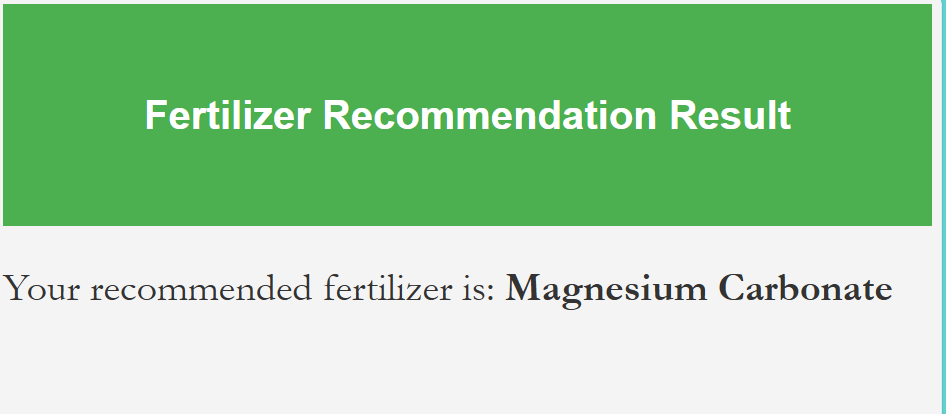 Fertilizer Recommendation Result
Your recommended fertilizer is: Magnesium Carbonate